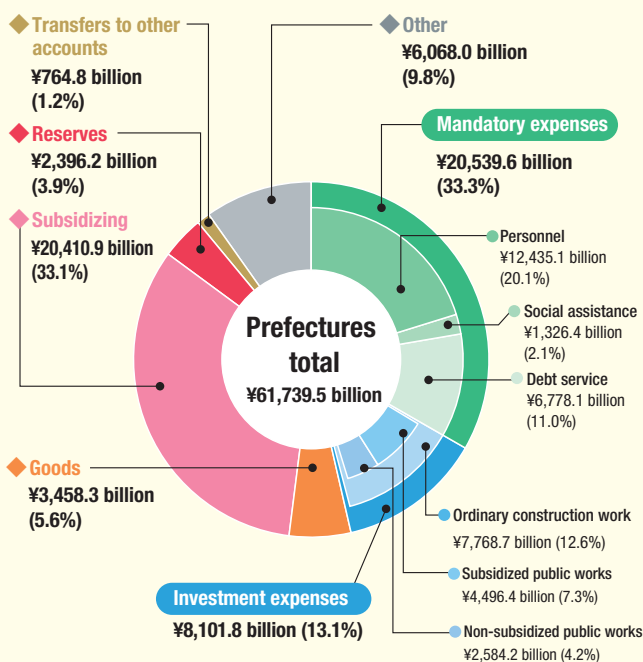 Transfers to other
accounts
¥764.8 billion
(1.2%)
Reserves
¥2,396.2 billion
(3.9%)
Subsidizing
¥20,410.9 billion
(33.1%)
Goods
¥3,458.3 billion
(5.6%)
Other
¥6,068.0 billion
(9.8%)
Mandatory expenses
¥20,539.6 billion
(33.3%)
Personnel
¥12,435.1 billion
(20.1%)
Social assistance
¥1,326.4 billion
(2.1%)
Debt service
¥6,778.1 billion
(11.0%)
Prefectures
total
¥61,739.5 billion
Ordinary construction work
¥7,768.7 billion (12.6%)
Subsidized public works
¥4,496.4 billion (7.3%)
Non-subsidized public works
¥2,584.2 billion (4.2%)
Investment expenses
¥8,101.8 billion (13.1%)